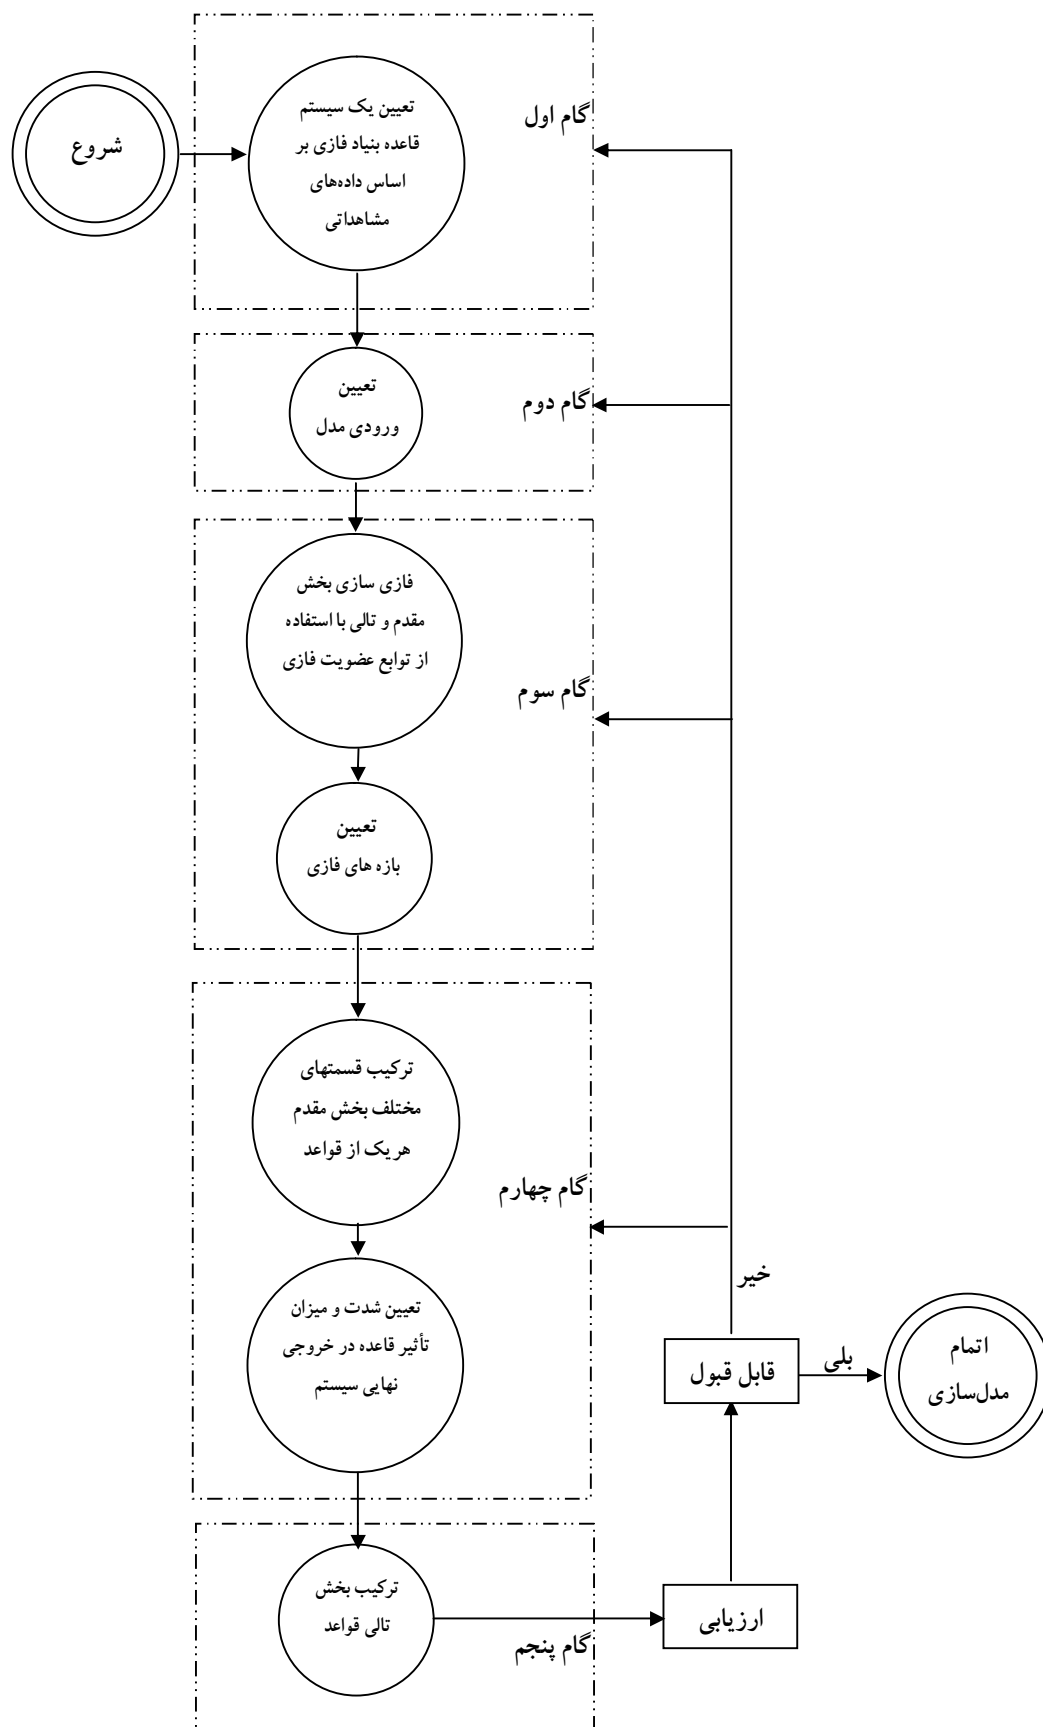 شروع
تعیین یک سیستم
قاعده بنیاد فازی بر
اساس داده‌های
مشاهداتی
گام اول
تعیین
ورودی مدل
گام دوم
فازی سازی بخش
مقدم و تالی با استفاده
از توابع عضویت فازی
گام سوم
تعیین
بازه های فازی
ترکیب قسمتهای
مختلف بخش مقدم
هر یک از قواعد
گام چهارم
تعیین شدت و میزان
تأثیر قاعده در خروجی
نهایی سیستم
خیر
قابل قبول
بلی
اتمام
مدل‌سازی
ترکیب بخش
تالی قواعد
گام پنجم
ارزیابی